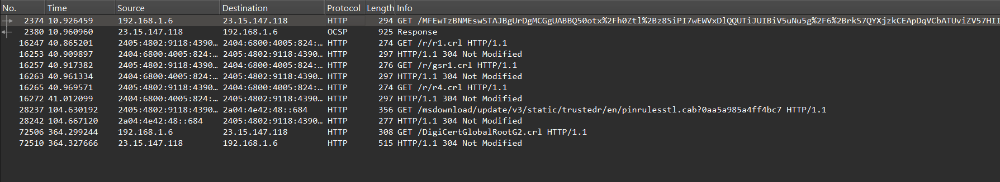 No. Time Source Destination Protocol Length Info
2374 10.926459 192.168.1.6 23.15.147.118 HTTP 294 GET /MFEwTzBNMEswSTAJBgUrDgMCGgUABBQ50otx%2Fh0Ztl%2Bz8SiPI7wEWVxDlQQUTiJUIBiV5uNu5g%2F6%2BrkS7QYXjzkCEApDqVCbATUviZV57HII
2380 10.960960 23.15.147.118 192.168.1.6 OCSP 925 Response
16247 40.865201 2405:4802:9118:4390… 2404:6800:4005:824:… HTTP 274 GET /r/r1.crl HTTP/1.1
16253 40.909897 2404:6800:4005:824:… 2405:4802:9118:4390… HTTP 297 HTTP/1.1 304 Not Modified
16257 40.917382 2405:4802:9118:4390… 2404:6800:4005:824:… HTTP 276 GET /r/gsr1.crl HTTP/1.1
16263 40.961334 2404:6800:4005:824:… 2405:4802:9118:4390… HTTP 297 HTTP/1.1 304 Not Modified
16265 40.969571 2405:4802:9118:4390… 2404:6800:4005:824:… HTTP 274 GET /r/r4.crl HTTP/1.1
16272 41.012099 2404:6800:4005:824:… 2405:4802:9118:4390… HTTP 297 HTTP/1.1 304 Not Modified
28237 104.630192 2405:4802:9118:4390… 2a04:4e42:48::684 HTTP 356 GET /msdownload/update/v3/static/trustedr/en/pinrulesstl.cab?0aa5a985a4ff4bc7 HTTP/1.1
28242 104.667120 2a04:4e42:48::684 2405:4802:9118:4390… HTTP 277 HTTP/1.1 304 Not Modified
72506 364.299244 192.168.1.6 23.15.147.118 HTTP 308 GET /DigiCertGlobalRootG2.crl HTTP/1.1
72510 364.327666 23.15.147.118 192.168.1.6 HTTP 515 HTTP/1.1 304 Not Modified